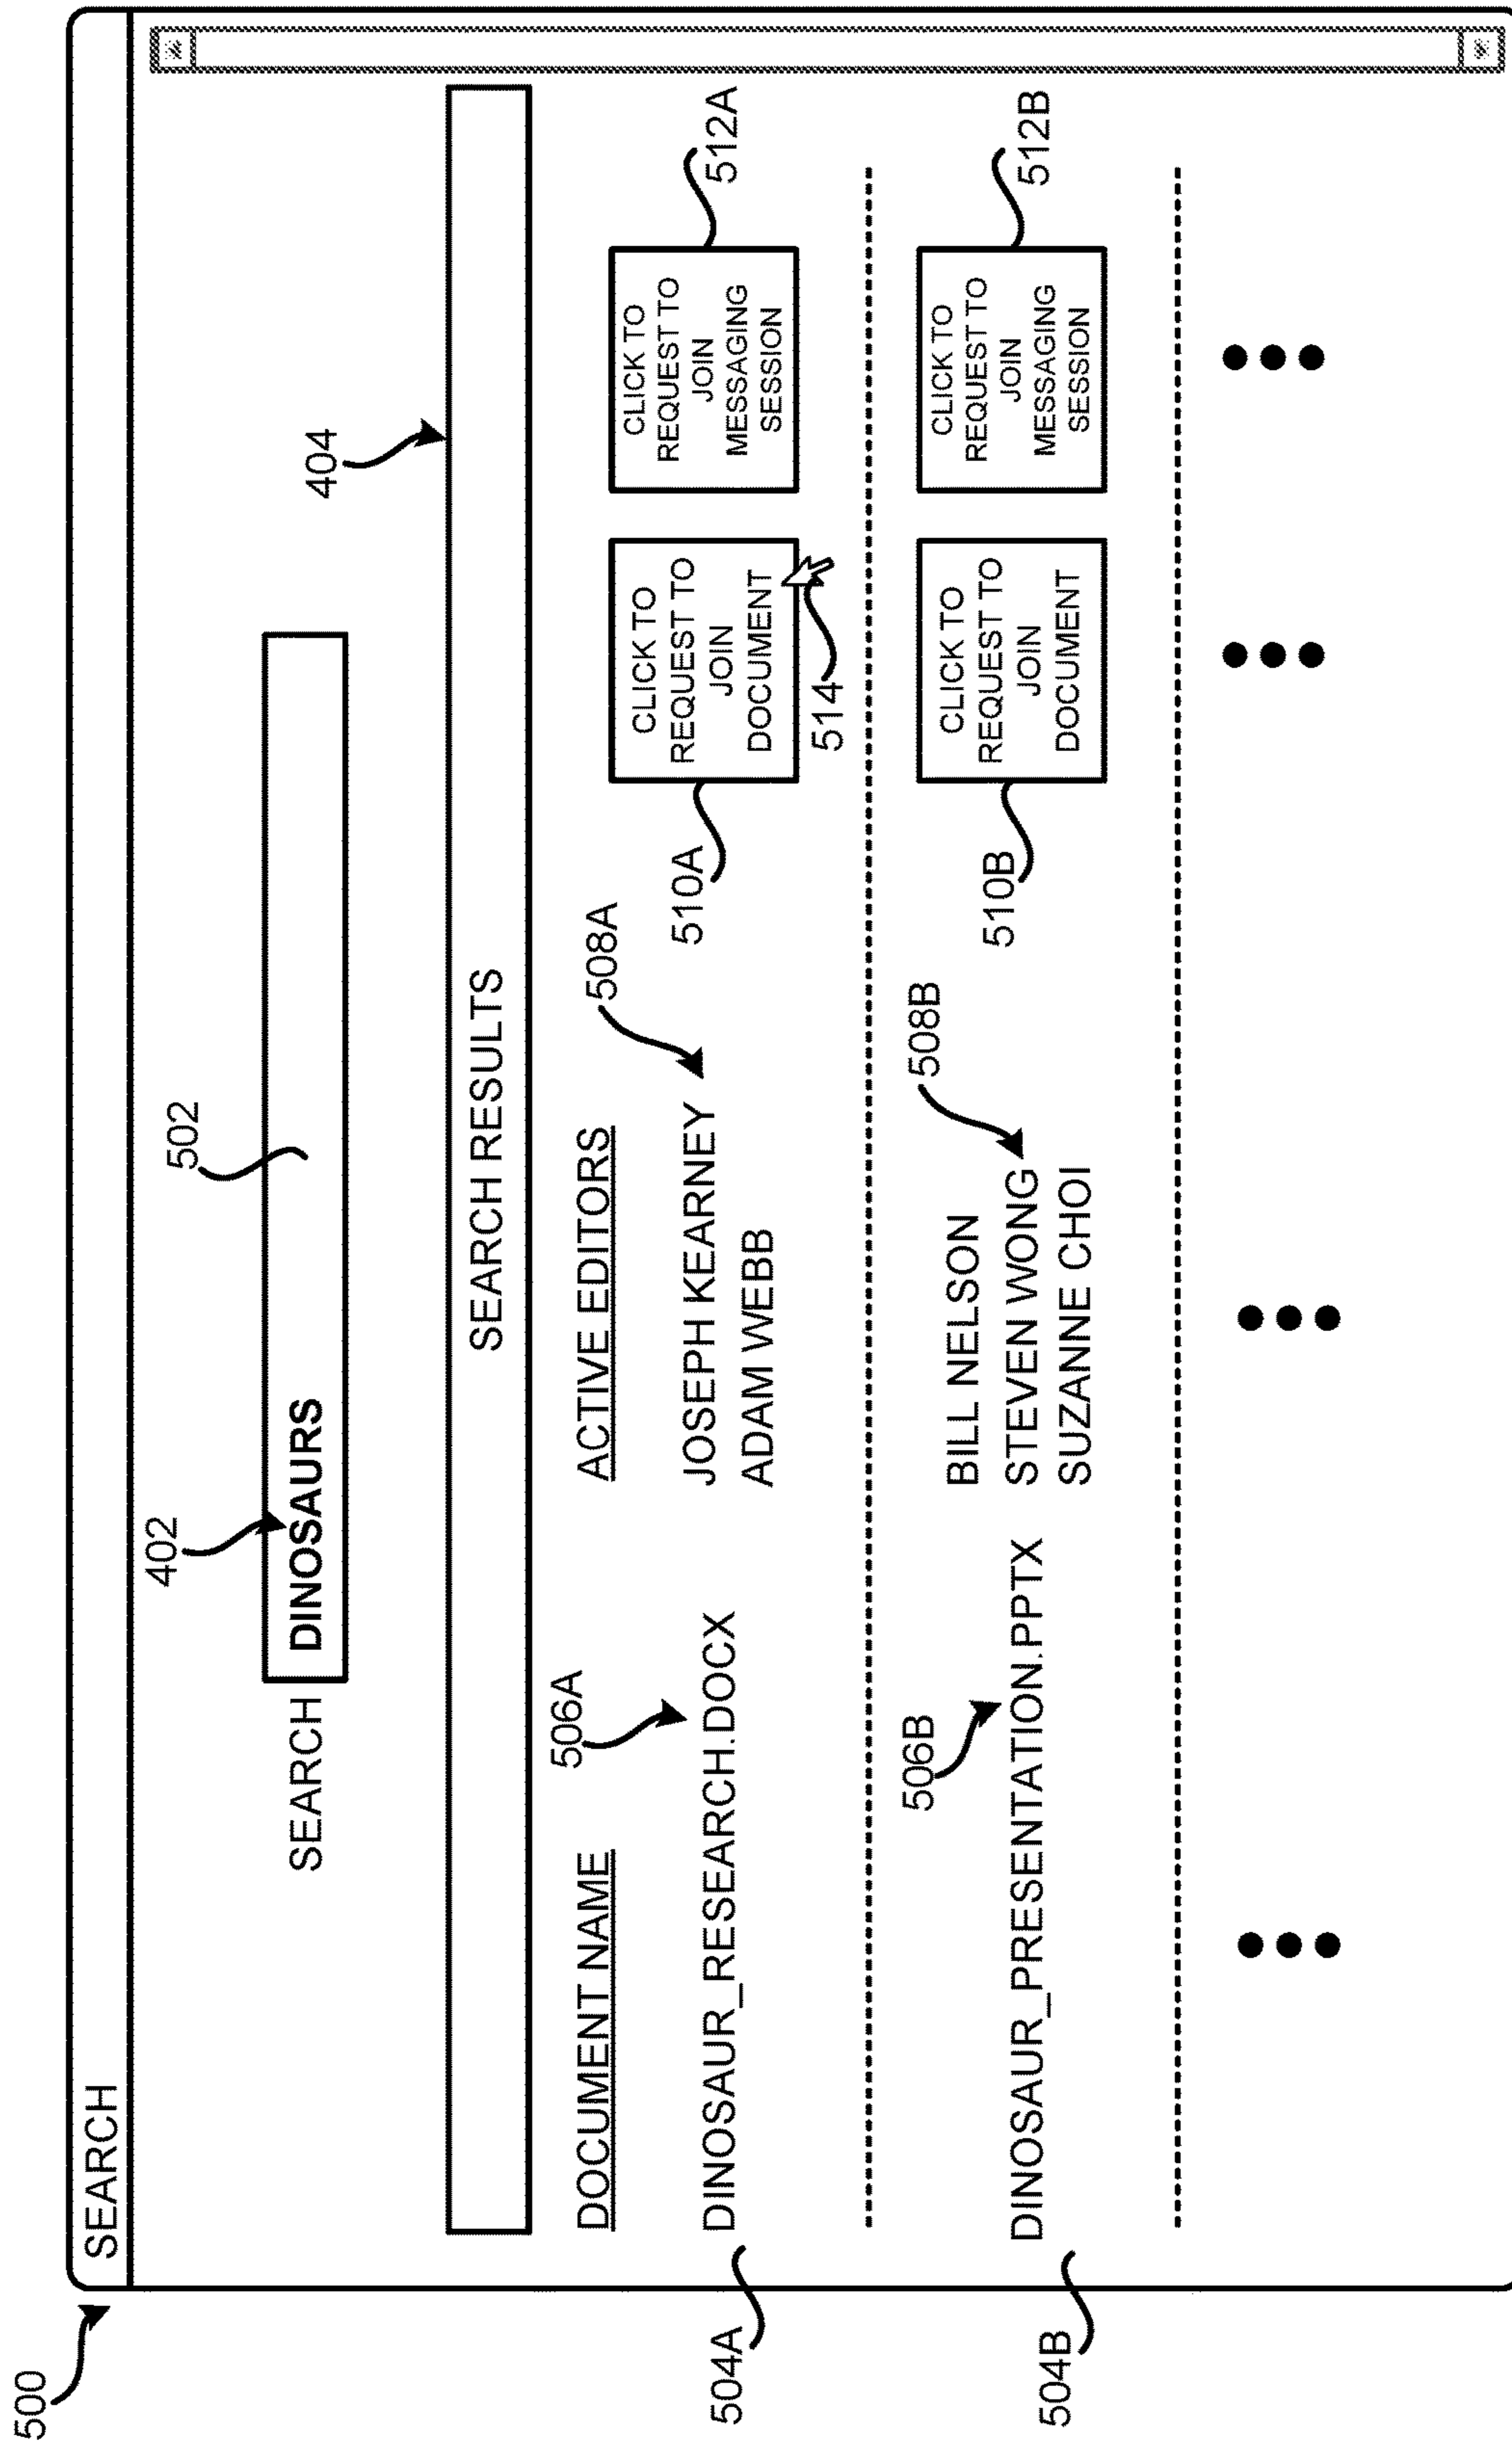 500
SEARCH
402
502
SEARCH
DINOSAURS
404
SEARCH RESULTS
DOCUMENT NAME
ACTIVE EDITORS
506A
508A
504A
DINOSAUR_RESEARCH.DOCX
JOSEPH KEARNEY
ADAM WEBB
510A
CLICK TO
REQUEST TO
JOIN
DOCUMENT
514
CLICK TO
REQUEST TO
JOIN
MESSAGING
SESSION
512A
506B
508B
504B
DINOSAUR_PRESENTATION.PPTX
BILL NELSON
STEVEN WONG
SUZANNE CHOI
510B
CLICK TO
REQUEST TO
JOIN
DOCUMENT
CLICK TO
REQUEST TO
JOIN
MESSAGING
SESSION
512B